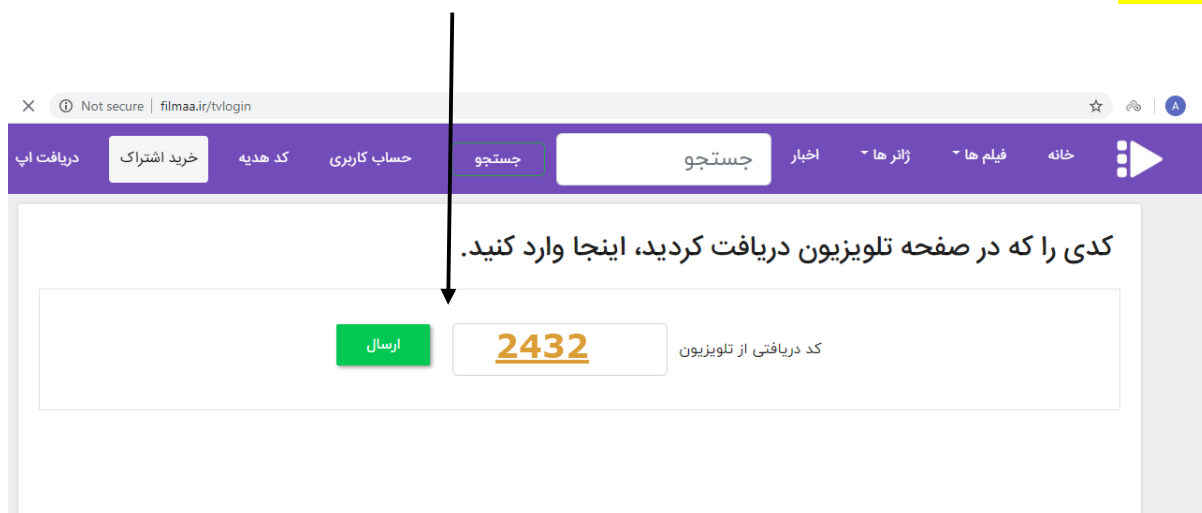 Not secure | filmaa.ir/tvlogin
A
خانه فیلم ها ژانر ها اخبار جستجو جستجو حساب کاربری کد هدیه خرید اشتراک دریافت اپ
کدی را که در صفحه تلویزیون دریافت کردید، اینجا وارد کنید.
کد دریافتی از تلویزیون 2432 ارسال